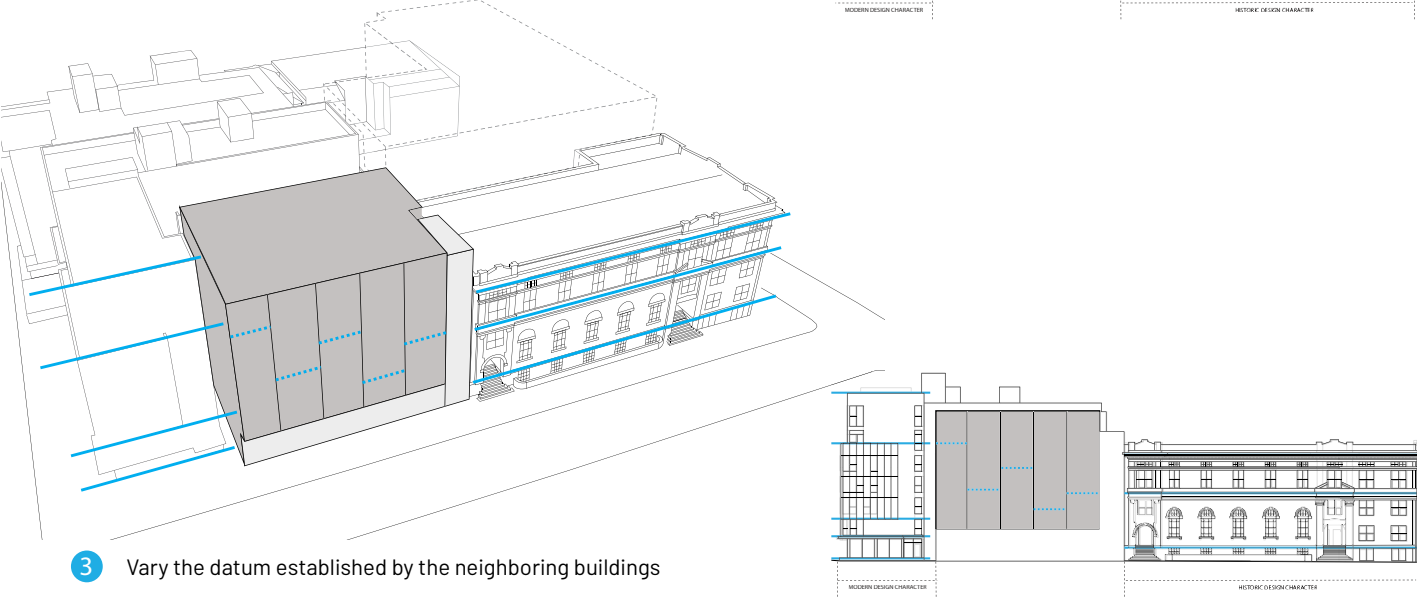 MODERN DESIGN CHARACTER
HISTORIC DESIGN CHARACTER
3 Vary the datum established by the neighboring buildings
MODERN DESIGN CHARACTER
HISTORIC DESIGN CHARACTER